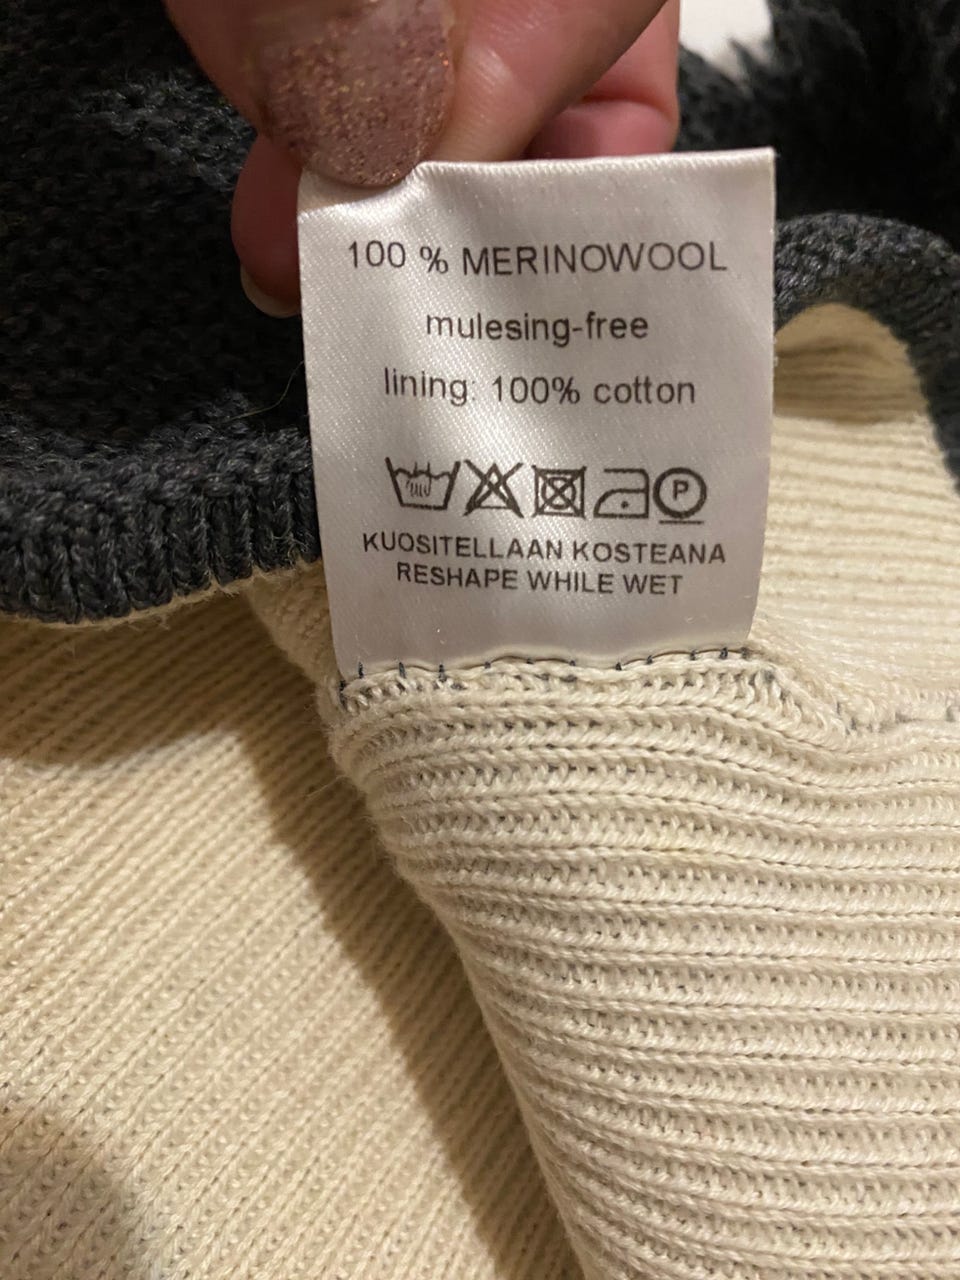 100 % MERINOWOOL
mulesing-free
lining: 100% cotton
P
KUOSITELLAAN KOSTEANA
RESHAPE WHILE WET